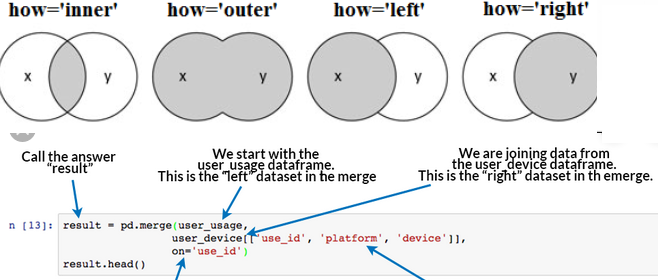 how='inner' how='outer' how='left' how='right'
x y x y x y x y
Call the answer
"result"
We start with the
user_usage dataframe.
This is the "left" dataset in the merge
We are joining data from
the user_device dataframe.
This is the "right" dataset in th emerge.
n [13]: result = pd.merge(user_usage,
user_device[['use_id', 'platform', 'device']],
on='use_id')
result.head()